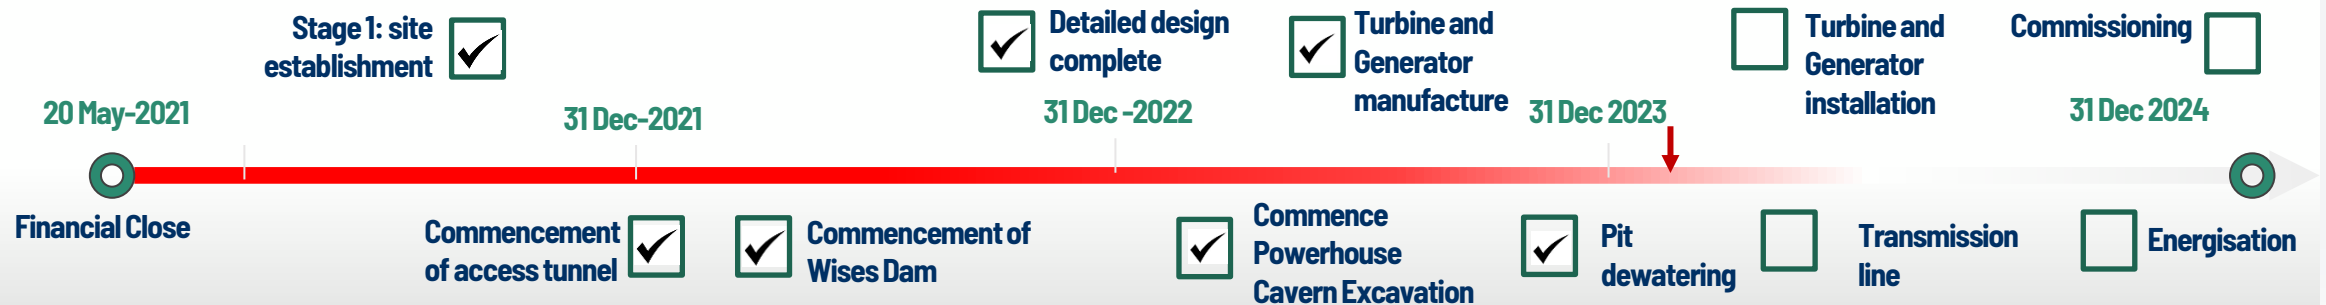 Stage 1: site
establishment
Detailed design
complete
Turbine and
Generator
manufacture
Turbine and
Generator
installation
Commissioning
20 May-2021
31 Dec-2021
31 Dec -2022
31 Dec 2023
31 Dec 2024
Financial Close
Commencement
of access tunnel
Commencement of
Wises Dam
Commence
Powerhouse
Cavern Excavation
Pit
dewatering
Transmission
line
Energisation